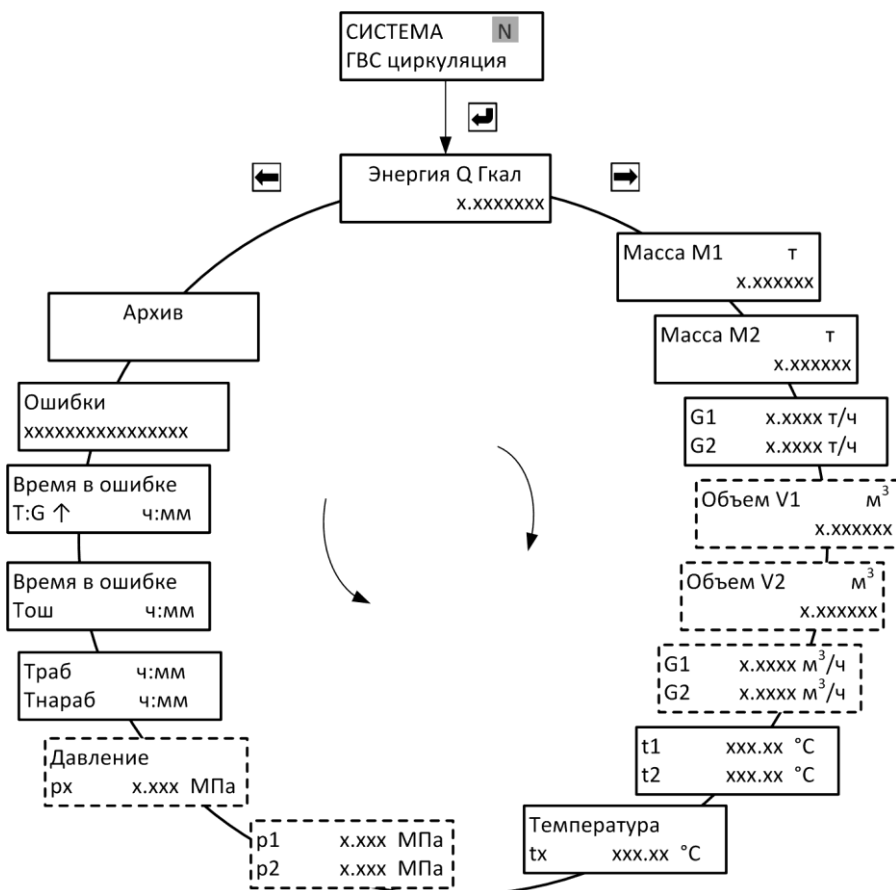 СИСТЕМА N
ГВС циркуляция
Энергия Q Гкал
x.xxxxxxx
Масса M1 т
x.xxxxxx
Масса M2 т
x.xxxxxx
G1 x.xxxx т/ч
G2 x.xxxx т/ч
Объем V1 м³
x.xxxxxx
Объем V2 м³
x.xxxxxx
G1 x.xxxx м³/ч
G2 x.xxxx м³/ч
t1 xxx.xx °C
t2 xxx.xx °C
Температура
tx xxx.xx °C
p1 x.xxx МПа
p2 x.xxx МПа
Давление
px x.xxx МПа
Траб ч:мм
Тнараб ч:мм
Время в ошибке
Тош ч:мм
Время в ошибке
T:G ↑ ч:мм
Ошибки
xxxxxxxxxxxxxxxx
Архив